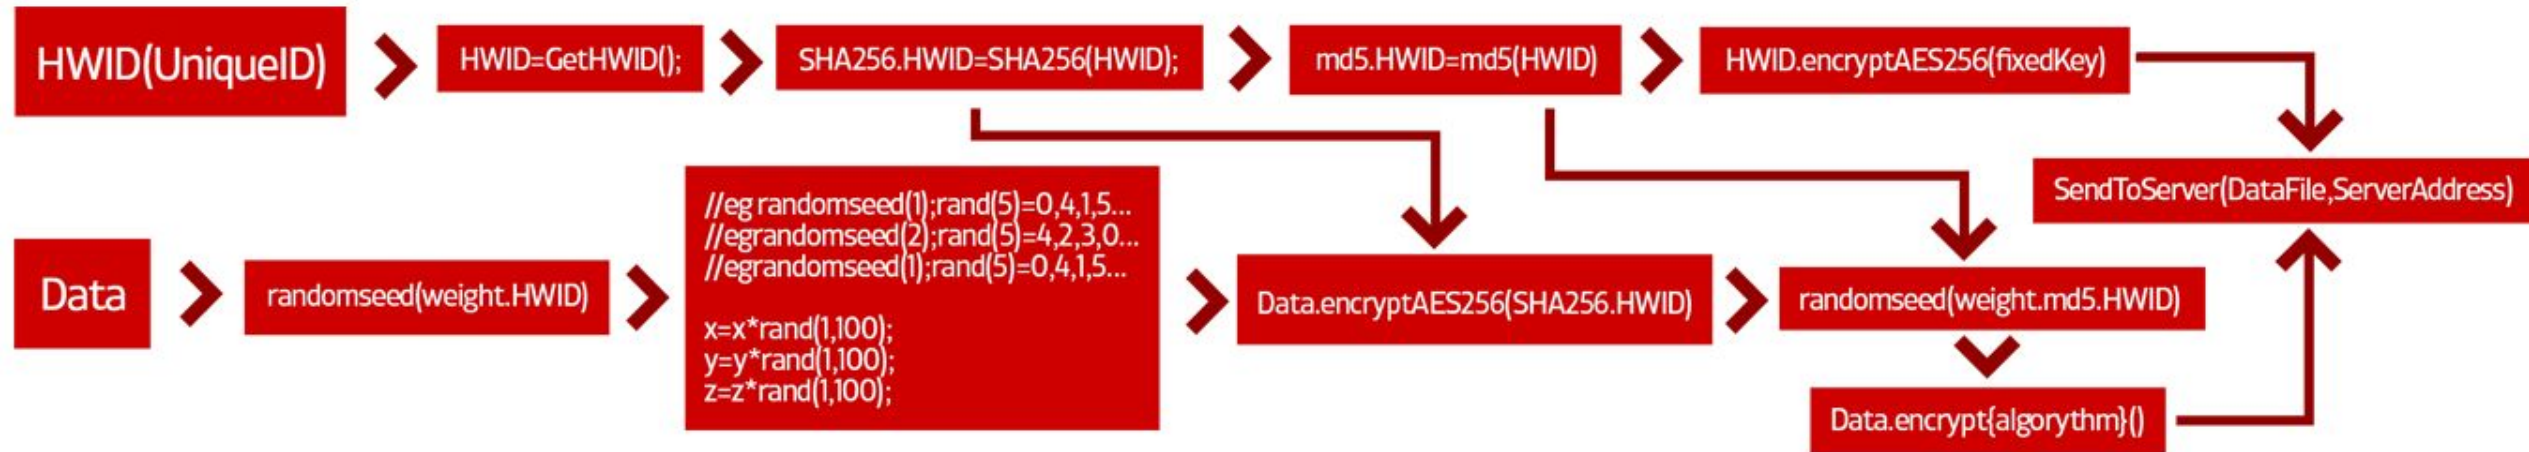 HWID(UniqueID)
HWID=GetHWID();
SHA256.HWID=SHA256(HWID);
md5.HWID=md5(HWID)
HWID.encryptAES256(fixedKey)
SendToServer(DataFile,ServerAddress)
Data
randomseed(weight.HWID)
//eg randomseed(1);rand(5)=0,4,1,5...
//egrandomseed(2);rand(5)=4,2,3,0...
//egrandomseed(1);rand(5)=0,4,1,5...
x=x*rand(1,100);
y=y*rand(1,100);
z=z*rand(1,100);
Data.encryptAES256(SHA256.HWID)
randomseed(weight.md5.HWID)
Data.encrypt{algorythm}()